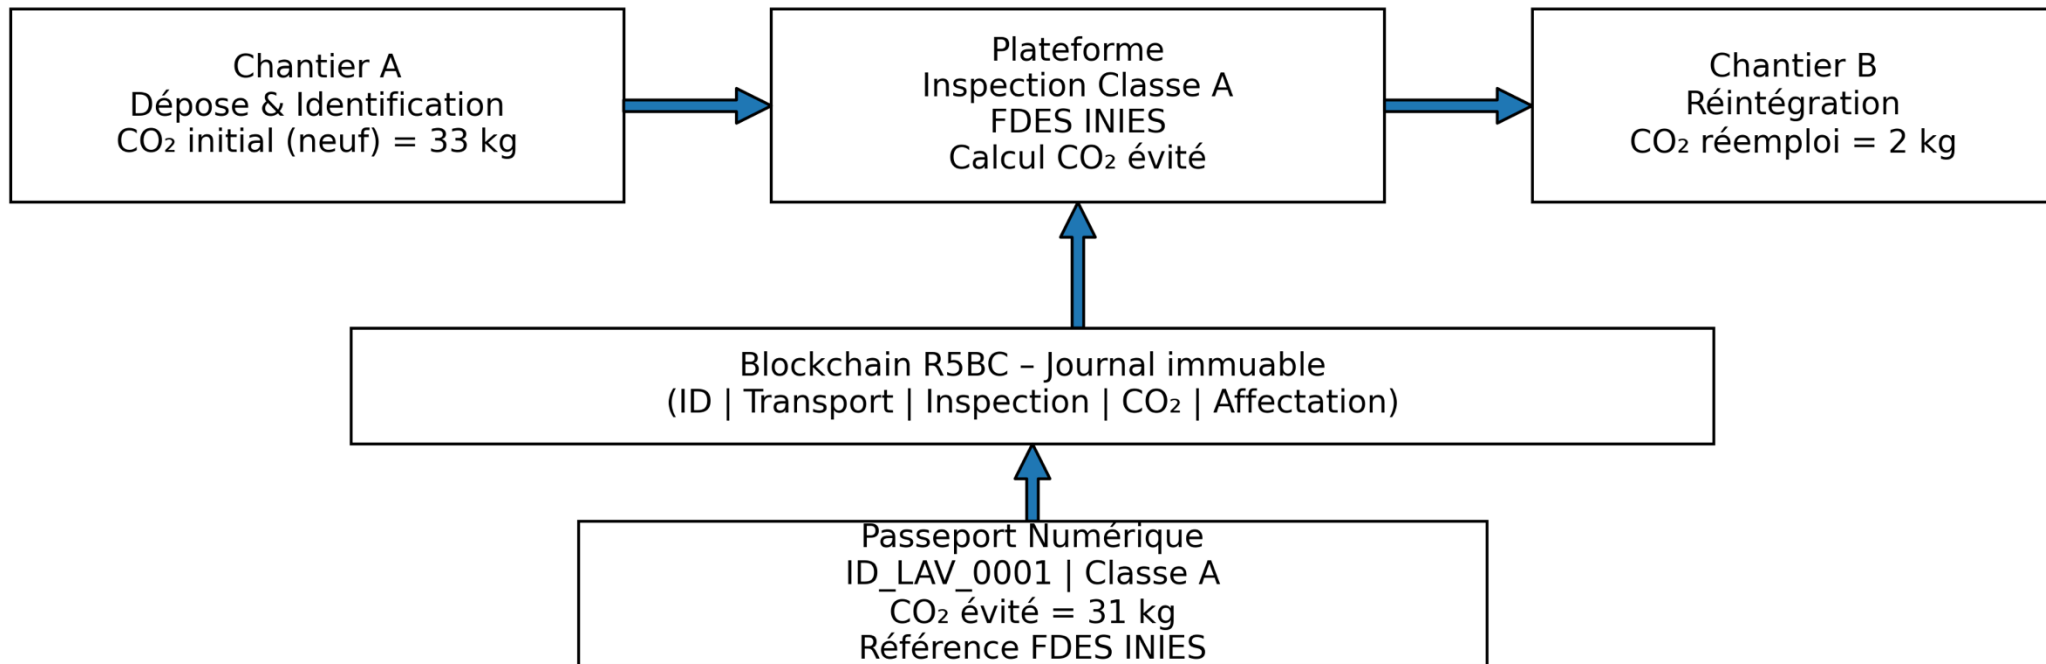 Chantier A
Dépose & Identification
CO₂ initial (neuf) = 33 kg
Plateforme
Inspection Classe A
FDES INIES
Calcul CO₂ évité
Chantier B
Réintégration
CO₂ réemploi = 2 kg
Blockchain R5BC – Journal immuable
(ID | Transport | Inspection | CO₂ | Affectation)
Passeport Numérique
ID_LAV_0001 | Classe A
CO₂ évité = 31 kg
Référence FDES INIES